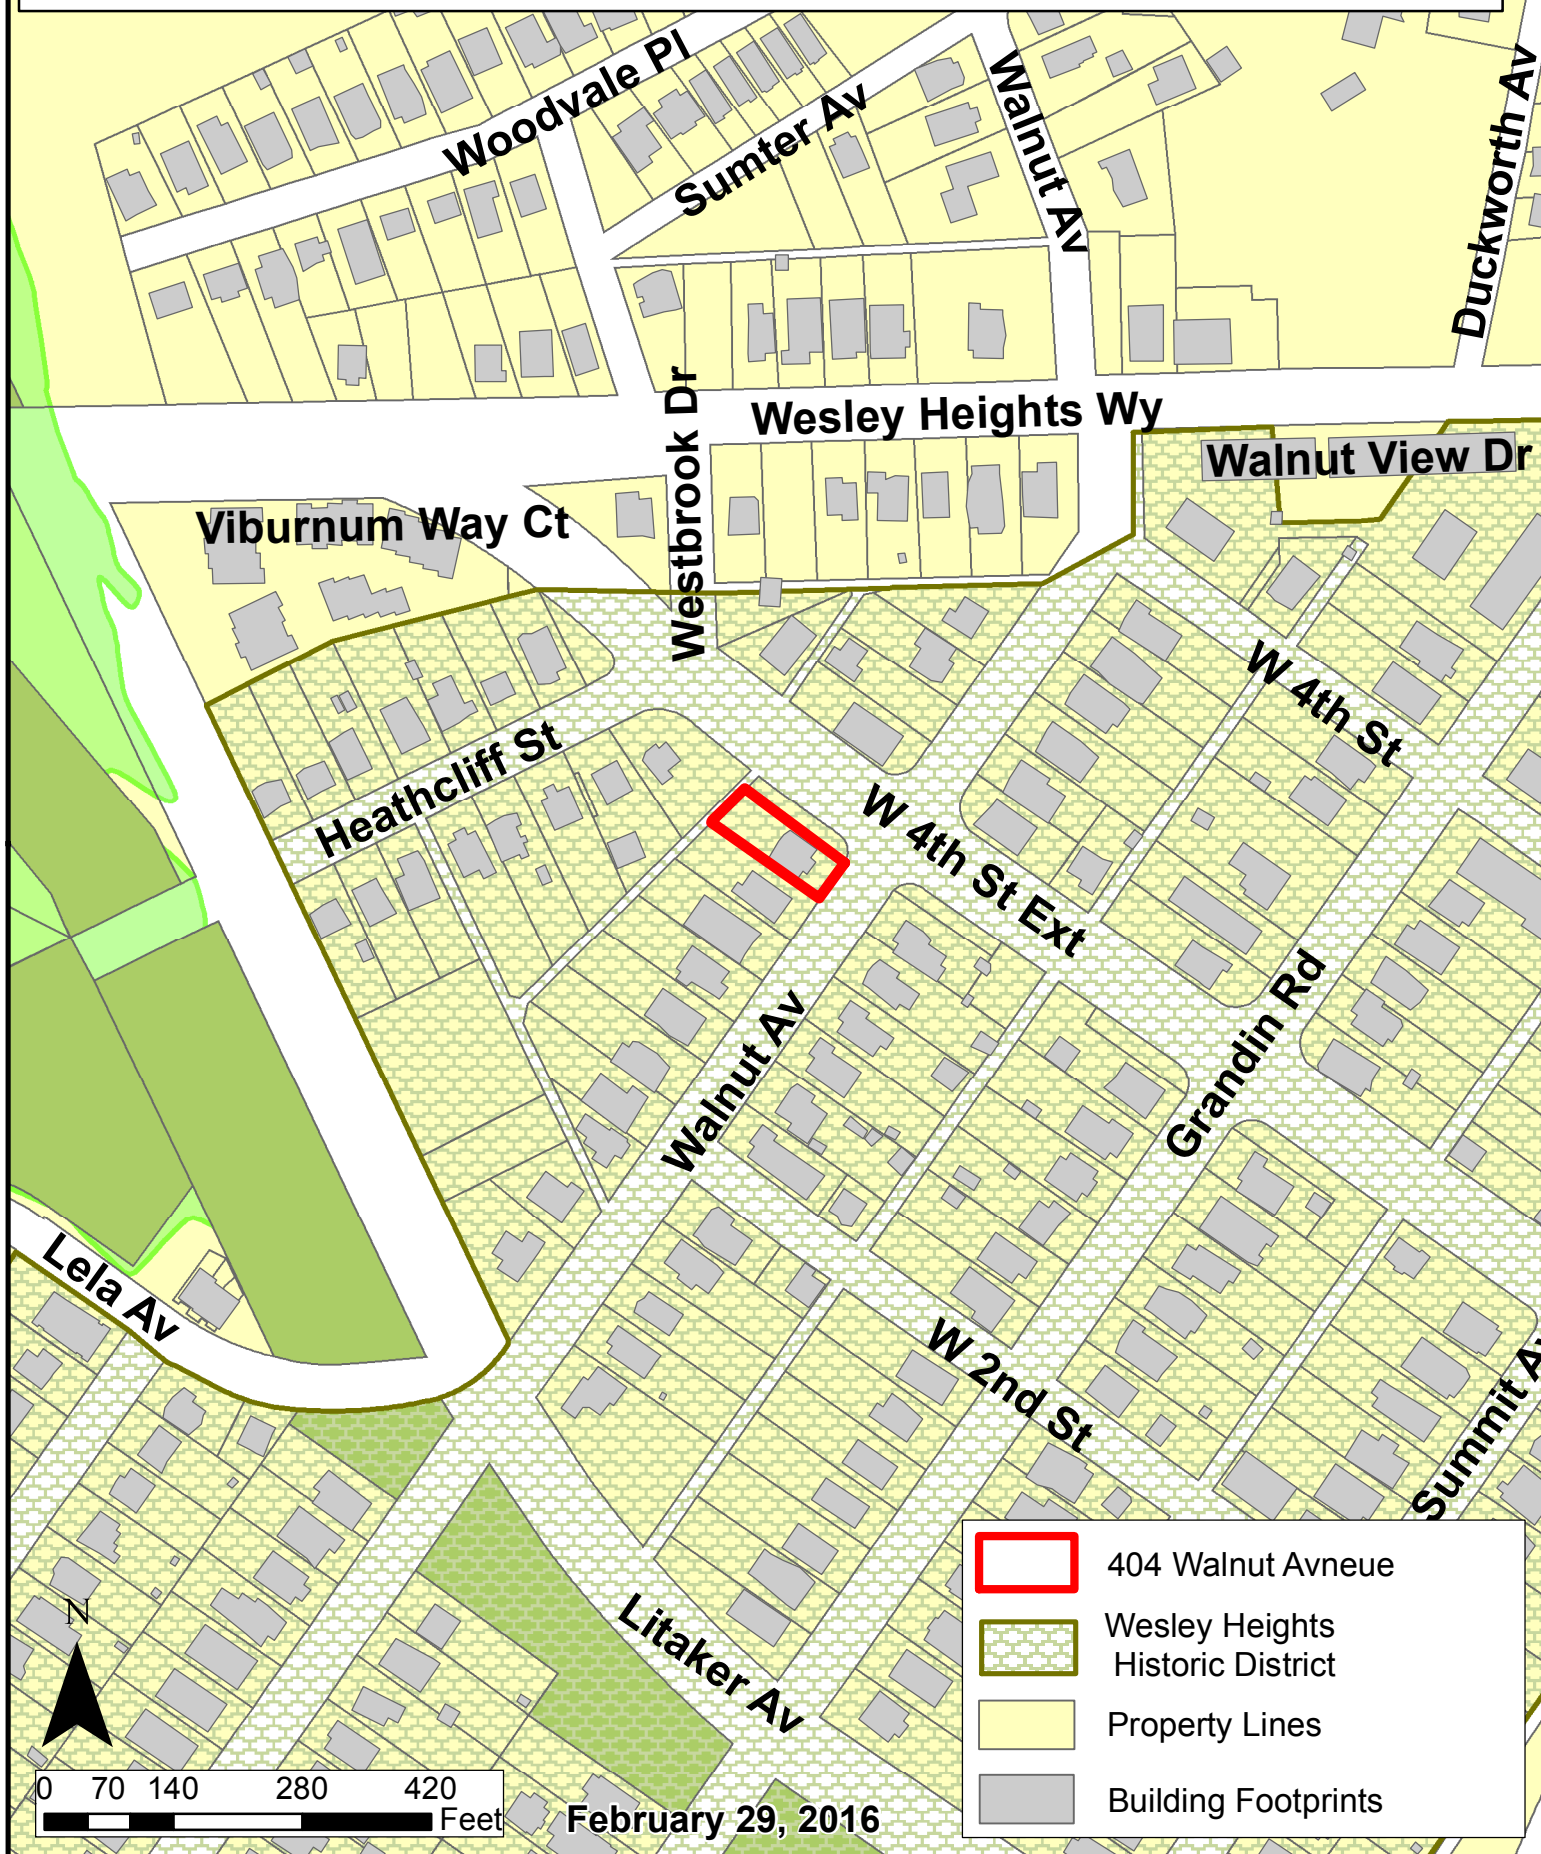 Woodvale Pl
Sumter Av
Walnut Av
Duckworth Av
Westbrook Dr
Wesley Heights Wy
Walnut View Dr
Viburnum Way Ct
W 4th St
Heathcliff St
W 4th St Ext
Walnut Av
Grandin Rd
Lela Av
W 2nd St
Summit Av
Litaker Av
404 Walnut Avneue
Wesley Heights
Historic District
Property Lines
Building Footprints
N
0 70 140 280 420
Feet
February 29, 2016